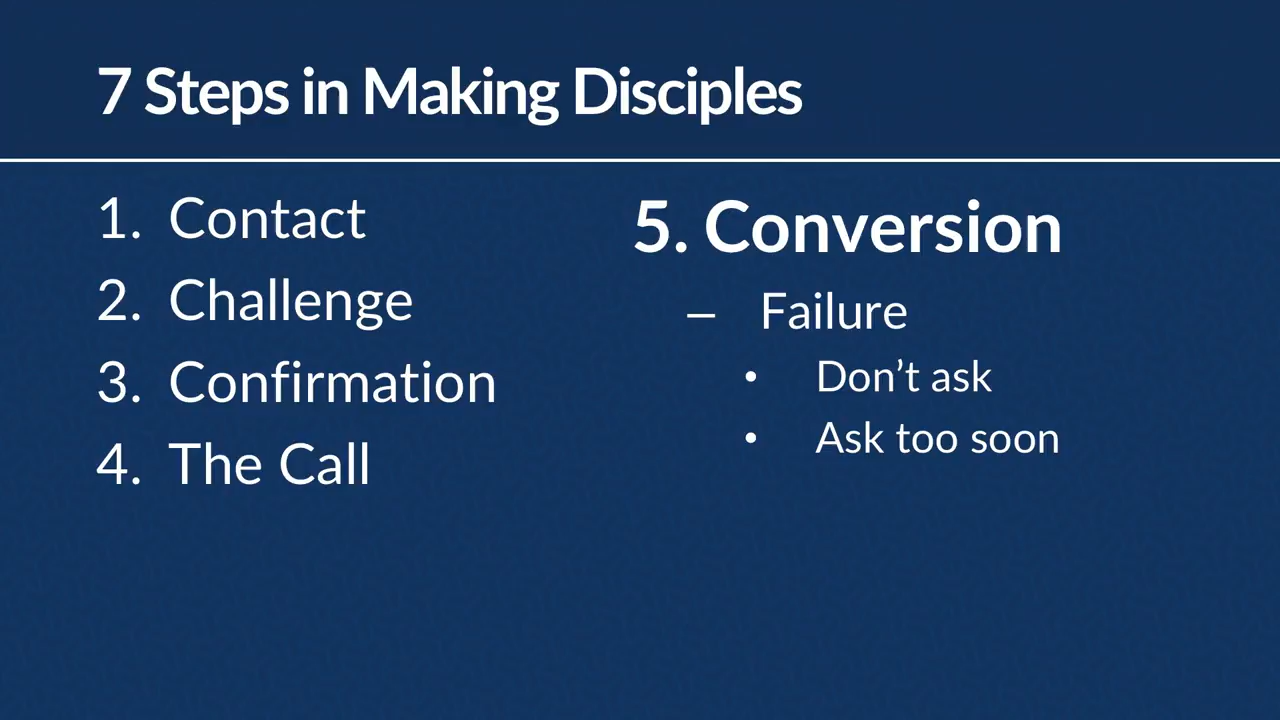 7 Steps in Making Disciples
1. Contact
2. Challenge
3. Confirmation
4. The Call
5. Conversion
– Failure
• Don’t ask
• Ask too soon